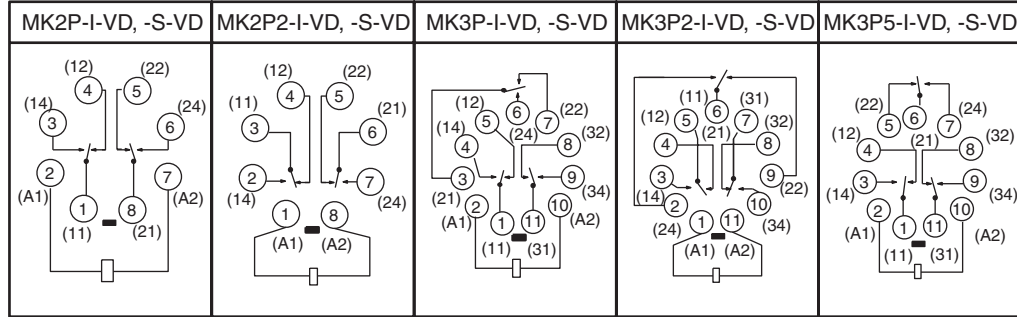 MK2P-I-VD, -S-VD MK2P2-I-VD, -S-VD MK3P-I-VD, -S-VD MK3P2-I-VD, -S-VD MK3P5-I-VD, -S-VD
(12) (22)
4 5
(14) (24)
3 6
2 7
(A1) (A2)
1 8
(11) (21)
(12) (22)
4 5
(11) (21)
3 6
2 7
(14) (24)
1 8
(A1) (A2)
6
(12) 5 7 (22)
(24)
(14) (32)
4 8
3 9
(21) (34)
(A1) 2 10 (A2)
1 11
(11) (31)
(11) 6 (31)
(12) 5 7
(21) (32)
4 8
3 9
(14) (22)
2 10
(24) 1 11 (34)
(A1) (A2)
(22) 5 6 7 (24)
(12) (21) (32)
4 8
3 9
(14) (34)
2 10
(A1) 1 11 (A2)
(11) (31)